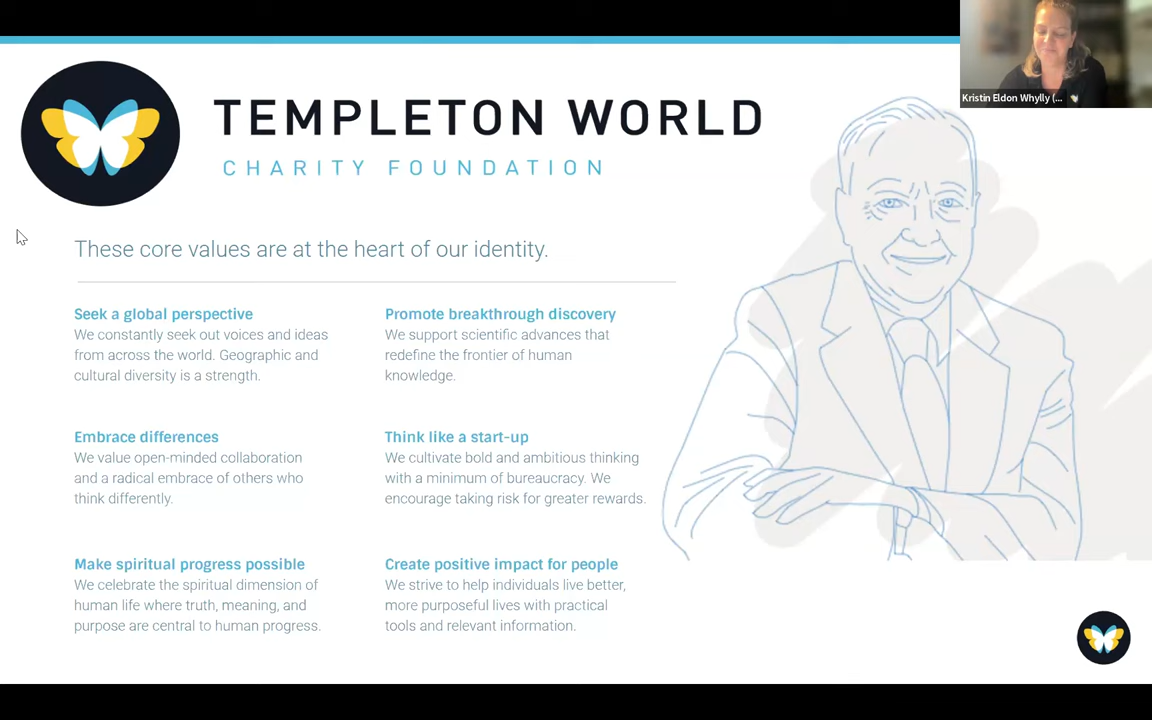 TEMPLETON WORLD
CHARITY FOUNDATION
Kristin Eldon Whylly (...
These core values are at the heart of our identity.
Seek a global perspective
We constantly seek out voices and ideas
from across the world. Geographic and
cultural diversity is a strength.
Promote breakthrough discovery
We support scientific advances that
redefine the frontier of human
knowledge.
Embrace differences
We value open-minded collaboration
and a radical embrace of others who
think differently.
Think like a start-up
We cultivate bold and ambitious thinking
with a minimum of bureaucracy. We
encourage taking risk for greater rewards.
Make spiritual progress possible
We celebrate the spiritual dimension of
human life where truth, meaning, and
purpose are central to human progress.
Create positive impact for people
We strive to help individuals live better,
more purposeful lives with practical
tools and relevant information.